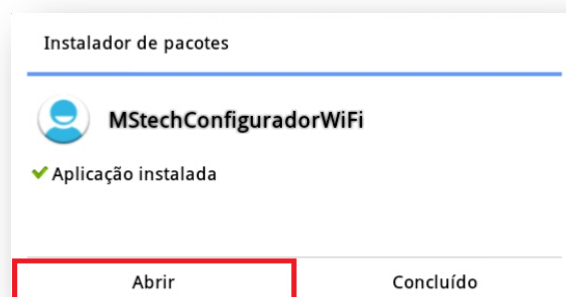 Instalador de pacotes
MStechConfiguradorWiFi
Aplicação instalada
Abrir
Concluído